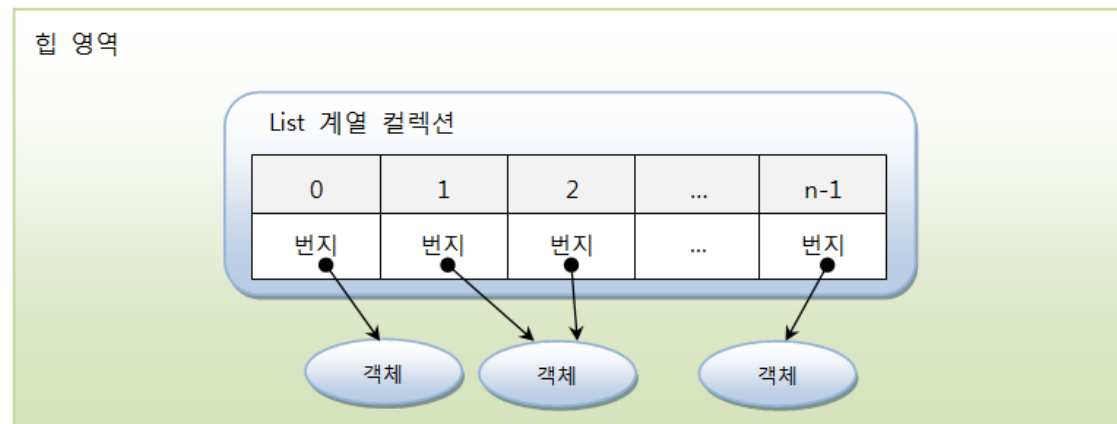 힙 영역
List 계열 컬렉션
0 1 2 ... n-1
번지 번지 번지 ... 번지
객체 객체 객체